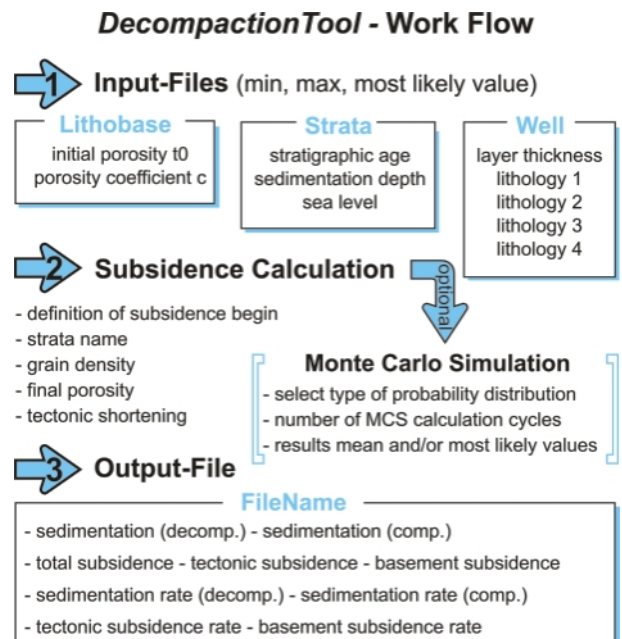 DecompactionTool - Work Flow
1 Input-Files (min, max, most likely value)
Lithobase
initial porosity t0
porosity coefficient c
Strata
stratigraphic age
sedimentation depth
sea level
Well
layer thickness
lithology 1
lithology 2
lithology 3
lithology 4
2 Subsidence Calculation
optional
- definition of subsidence begin
- strata name
- grain density
- final porosity
- tectonic shortening
Monte Carlo Simulation
- select type of probability distribution
- number of MCS calculation cycles
- results mean and/or most likely values
3 Output-File
FileName
- sedimentation (decomp.) - sedimentation (comp.)
- total subsidence - tectonic subsidence - basement subsidence
- sedimentation rate (decomp.) - sedimentation rate (comp.)
- tectonic subsidence rate - basement subsidence rate